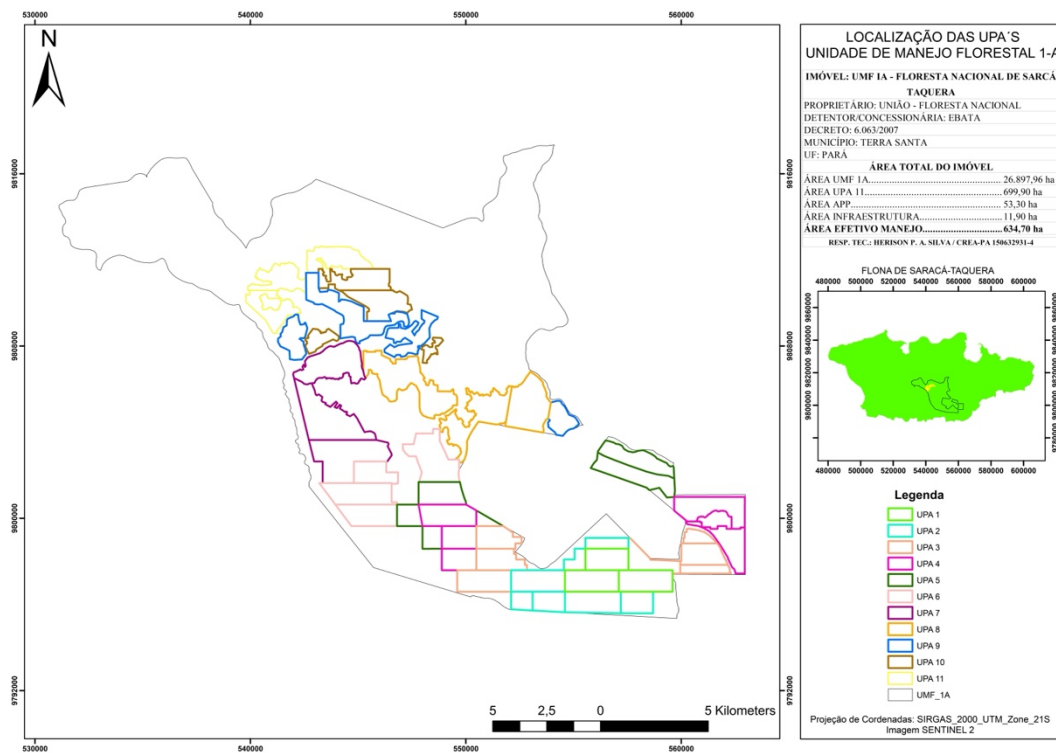 530000 540000 550000 560000
N
9816000 9816000
9808000 9808000
9800000 9800000
9792000 9792000
5 2,5 0 5 Kilometers
530000 540000 550000 560000
LOCALIZAÇÃO DAS UPA´S
UNIDADE DE MANEJO FLORESTAL 1-A
IMÓVEL: UMF IA - FLORESTA NACIONAL DE SARCÁ
TAQUERA
PROPRIETÁRIO: UNIÃO - FLORESTA NACIONAL
DETENTOR/CONCESSIONÁRIA: EBATA
DECRETO: 6.063/2007
MUNICÍPIO: TERRA SANTA
UF: PARÁ
ÁREA TOTAL DO IMÓVEL
ÁREA UMF 1A.................................................. 26.897,96 ha
ÁREA UPA 11.................................................. 699,90 ha
ÁREA APP........................................................ 53,30 ha
ÁREA INFRAESTRUTURA............................. 11,90 ha
ÁREA EFETIVO MANEJO............................. 634,70 ha
RESP. TEC.: HERISON P. A. SILVA / CREA-PA 150632931-4
FLONA DE SARACÁ-TAQUERA
9860000 9860000
9840000 9840000
9820000 9820000
9800000 9800000
9780000
480000 500000 520000 540000 560000 580000 600000
Legenda
UPA 1
UPA 2
UPA 3
UPA 4
UPA 5
UPA 6
UPA 7
UPA 8
UPA 9
UPA 10
UPA 11
UMF_1A
Projeção de Cordenadas: SIRGAS_2000_UTM_Zone_21S
Imagem SENTINEL 2